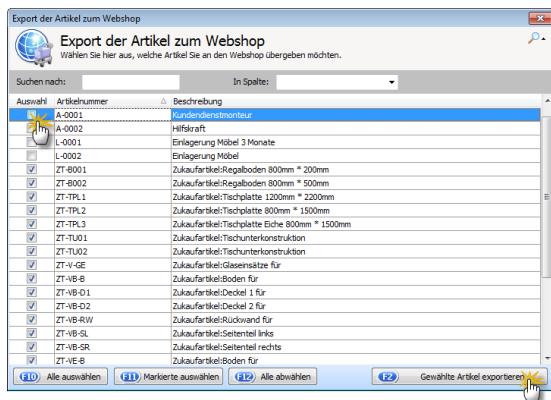 Export der Artikel zum Webshop
Export der Artikel zum Webshop
Wählen Sie hier aus, welche Artikel Sie an den Webshop übergeben möchten.
Suchen nach: In Spalte:
Auswahl Artikelnummer Beschreibung
A-0001 Kundendienstmonteur
A-0002 Hilfskraft
L-0001 Einlagerung Möbel 3 Monate
L-0002 Einlagerung Möbel
ZT-B001 Zukaufartikel:Regalboden 800mm * 200mm
ZT-B002 Zukaufartikel:Regalboden 800mm * 500mm
ZT-TPL1 Zukaufartikel:Tischplatte 1200mm * 2200mm
ZT-TPL2 Zukaufartikel:Tischplatte 800mm * 1500mm
ZT-TPL3 Zukaufartikel:Tischplatte Eiche 800mm * 1500mm
ZT-TU01 Zukaufartikel:Tischunterkonstruktion
ZT-TU02 Zukaufartikel:Tischunterkonstruktion
ZT-V-GE Zukaufartikel:Glaseinsätze für
ZT-VB-B Zukaufartikel:Boden für
ZT-VB-D1 Zukaufartikel:Deckel 1 für
ZT-VB-D2 Zukaufartikel:Deckel 2 für
ZT-VB-RW Zukaufartikel:Rückwand für
ZT-VB-SL Zukaufartikel:Seitenteil links
ZT-VB-SR Zukaufartikel:Seitenteil rechts
ZT-VE-B Zukaufartikel:Boden für
F10 Alle auswählen F11 Markierte auswählen F12 Alle abwählen F2 Gewählte Artikel exportieren